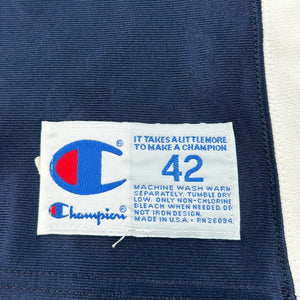 IT TAKES A LITTLE MORE
TO MAKE A CHAMPION.
42
MACHINE WASH WARM
SEPARATELY. TUMBLE DRY
LOW. ONLY NON-CHLORINE
BLEACH WHEN NEEDED. DO
NOT IRON DESIGN.
MADE IN U.S.A. • RN 26094
Champion